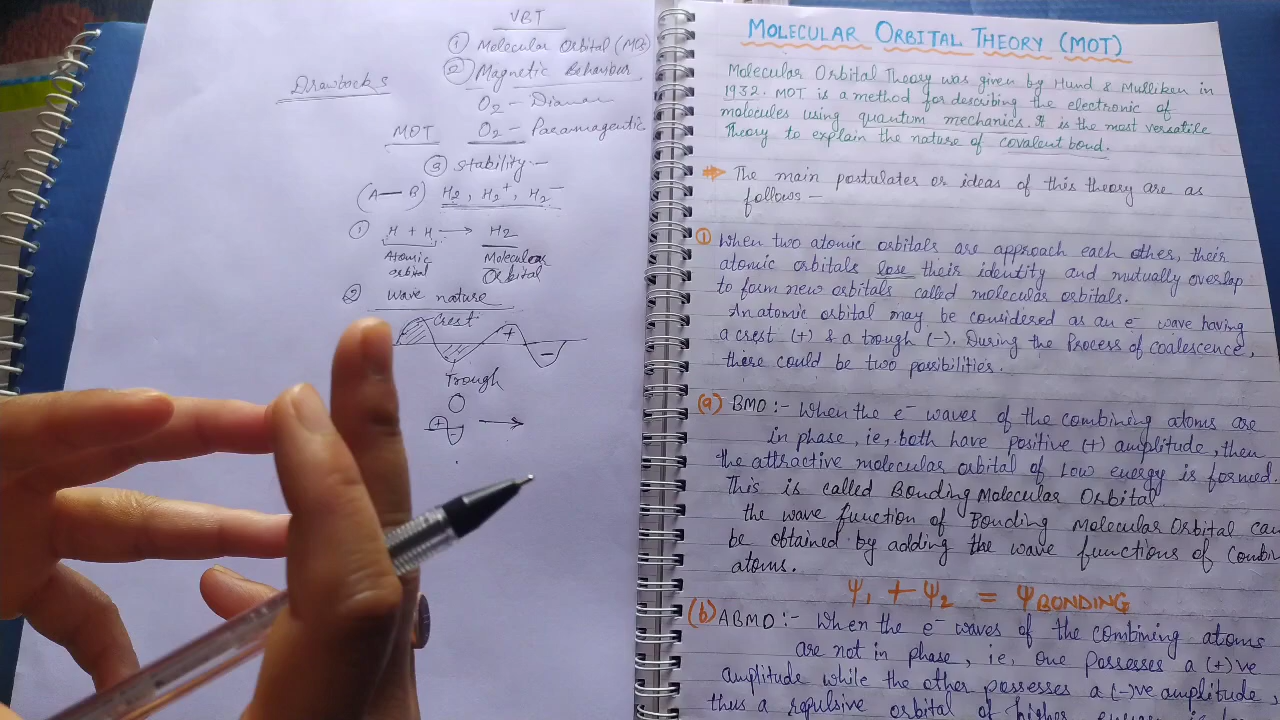 VBT
① Molecular Orbital (MO)
② Magnetic Behaviour
Drawbacks
O2 - Diamag
MOT
O2 - Paramagentic
③ stability:-
(A — B) H2, H2+, H2-
① H + H → H2
Atomic orbital
Molecular Orbital
② wave nature
Crest
+
−
Trough
+
MOLECULAR ORBITAL THEORY (MOT)
Molecular Orbital Theory was given by Hund & Mulliken in
1932. MOT is a method for describing the electronic of
molecules using quantum mechanics. It is the most versatile
Theory to explain the nature of covalent bond.
The main postulates or ideas of this theory are as
follows -
① When two atomic orbitals are approach each others, their
atomic orbitals lose their identity and mutually overlap
to form new orbitals called molecular orbitals.
An atomic orbital may be considered as an e- wave having
a crest (+) & a trough (-). During the Process of coalescence,
there could be two possibilities.
(a) BMO :- When the e- waves of the combining atoms are
in phase, ie, both have positive amplitude, then
the attractive molecular orbital of low energy is formed.
This is called Bonding Molecular Orbital.
The wave function of Bonding Molecular Orbital can
be obtained by adding the wave functions of combi
atoms.
Ψ1 + Ψ2 = ΨBONDING
(b) ABMO :- When the e- waves of the combining atoms
are not in phase, ie one possesses a (+)ve
amplitude while the other possesses (-)ve amplitude
thus a repulsive orbital of higher